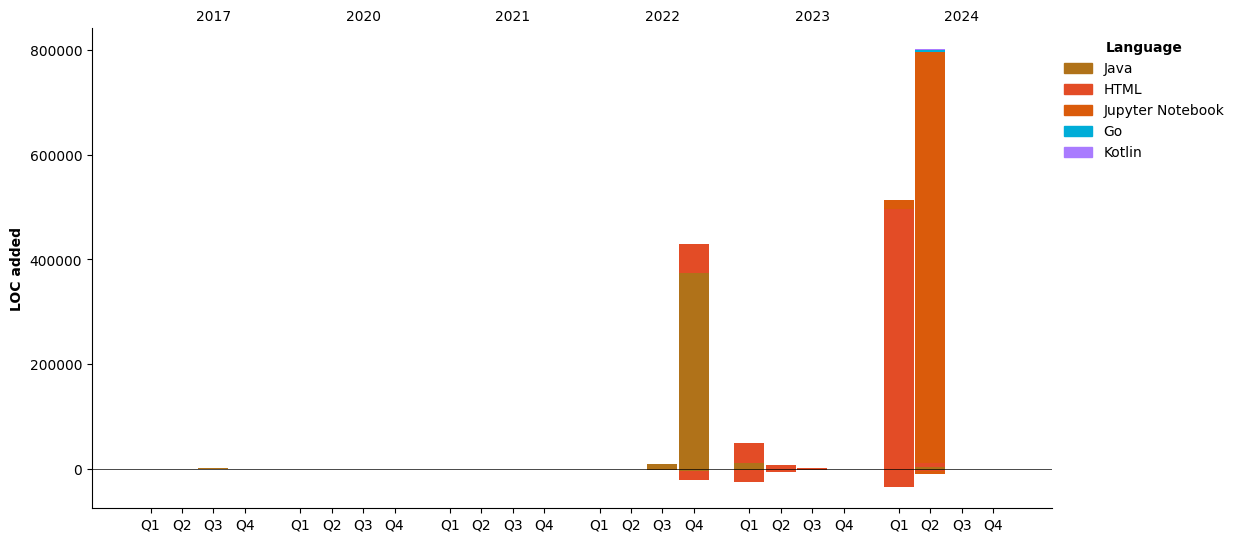 2017 2020 2021 2022 2023 2024
Language
Java
HTML
Jupyter Notebook
Go
Kotlin
LOC added
800000
600000
400000
200000
0
Q1 Q2 Q3 Q4 Q1 Q2 Q3 Q4 Q1 Q2 Q3 Q4 Q1 Q2 Q3 Q4 Q1 Q2 Q3 Q4 Q1 Q2 Q3 Q4